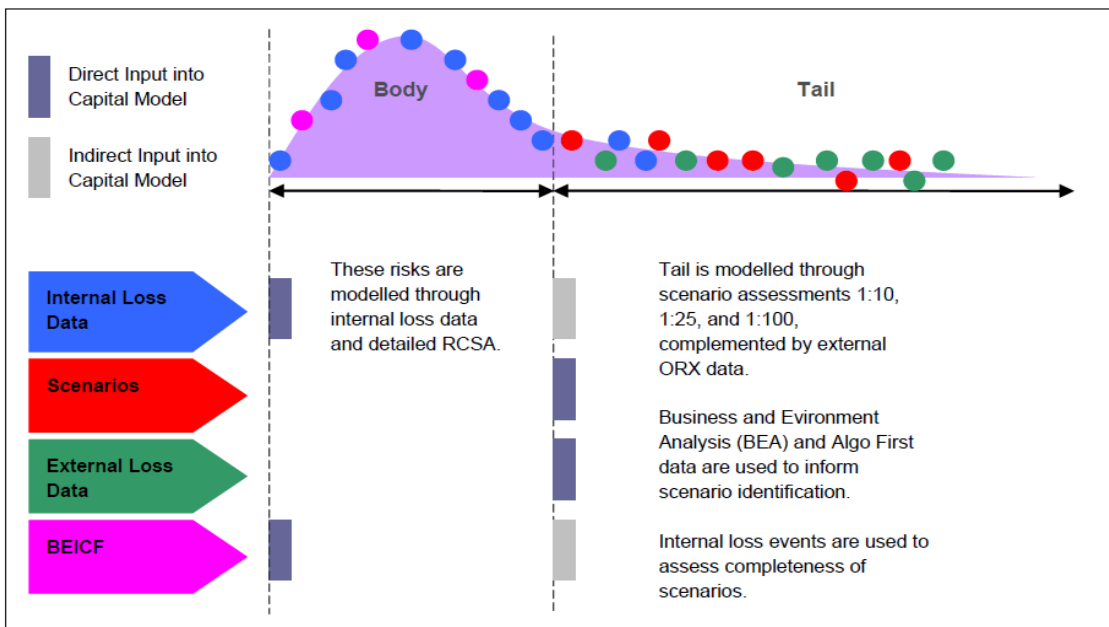 Direct Input into
Capital Model
Indirect Input into
Capital Model
Body
Tail
Internal Loss
Data
Scenarios
External Loss
Data
BEICF
These risks are
modelled through
internal loss data
and detailed RCSA.
Tail is modelled through
scenario assessments 1:10,
1:25, and 1:100,
complemented by external
ORX data.
Business and Evironment
Analysis (BEA) and Algo First
data are used to inform
scenario identification.
Internal loss events are used to
assess completeness of
scenarios.